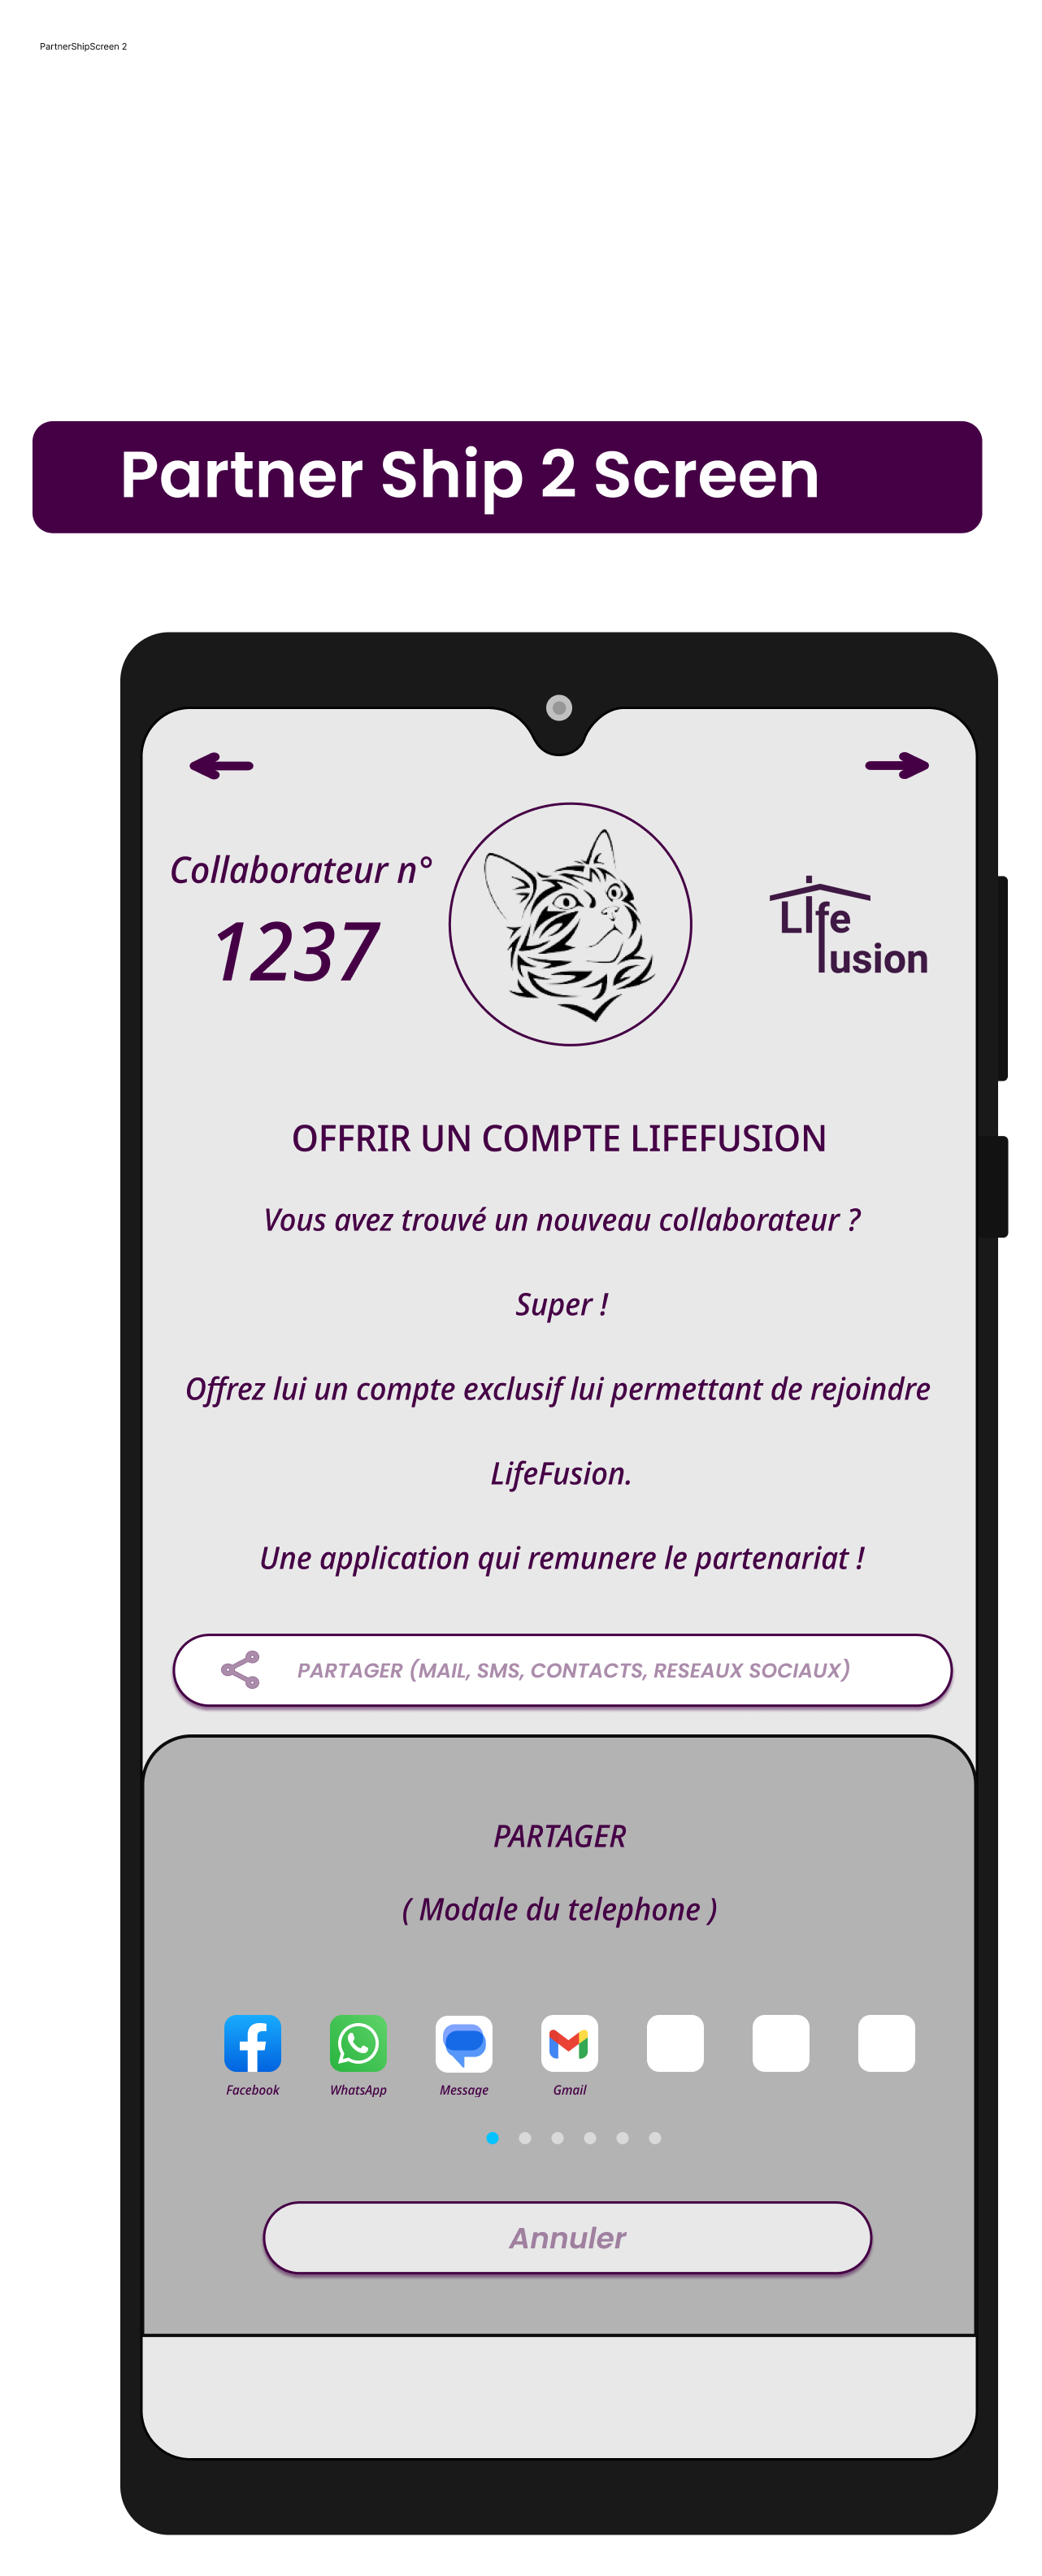 PartnerShipScreen 2
Partner Ship 2 Screen
Collaborateur n°
1237
LIfe
fusion
OFFRIR UN COMPTE LIFEFUSION
Vous avez trouvé un nouveau collaborateur ?
Super !
Offrez lui un compte exclusif lui permettant de rejoindre
LifeFusion.
Une application qui remunere le partenariat !
PARTAGER (MAIL, SMS, CONTACTS, RESEAUX SOCIAUX)
PARTAGER
( Modale du telephone )
Facebook WhatsApp Message Gmail
Annuler